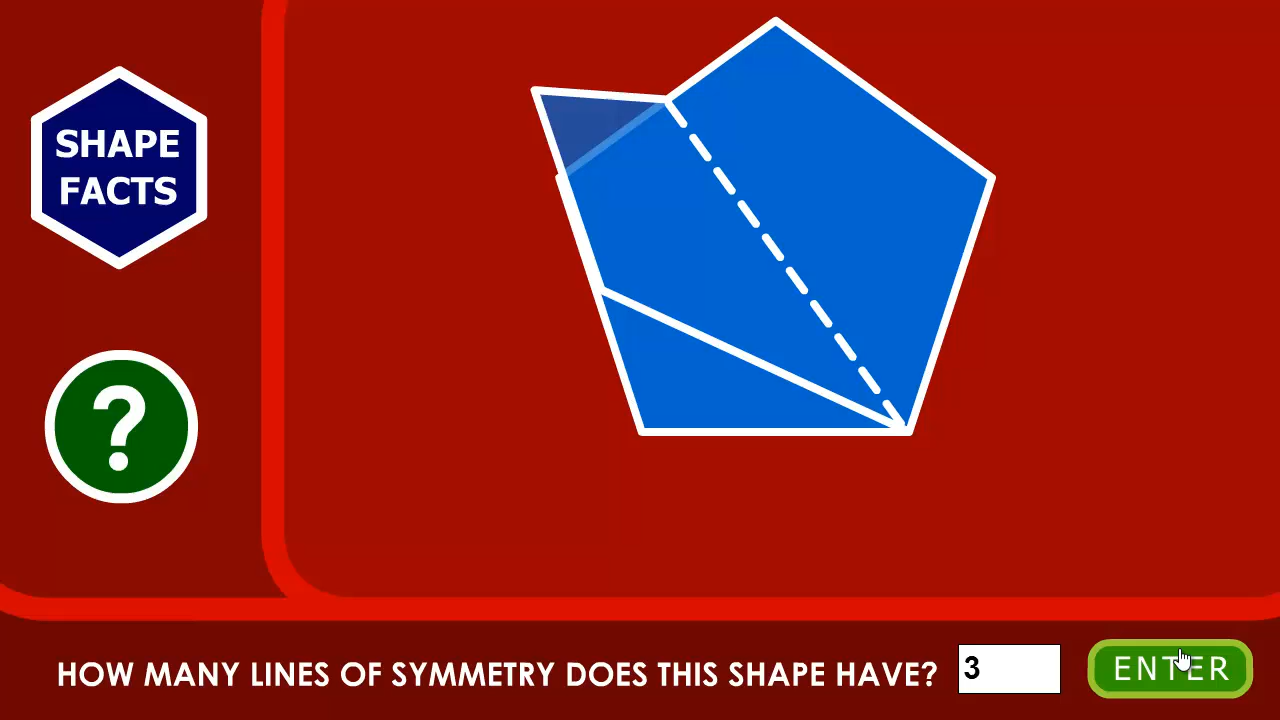 SHAPE
FACTS
?
HOW MANY LINES OF SYMMETRY DOES THIS SHAPE HAVE? 3 ENTER